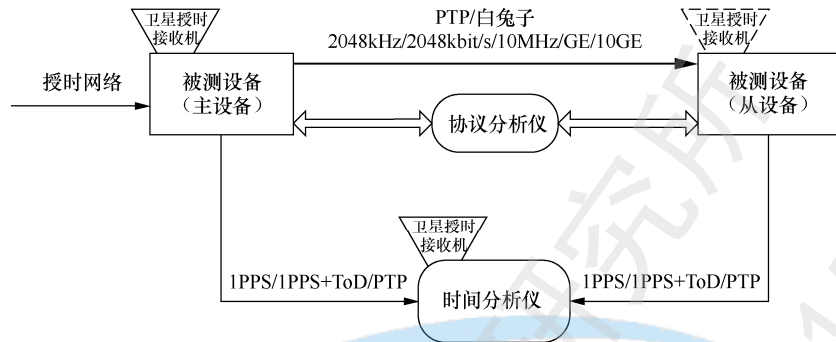 卫星授时
接收机
PTP/白兔子
2048kHz/2048kbit/s/10MHz/GE/10GE
卫星授时
接收机
授时网络
被测设备
（主设备）
被测设备
（从设备）
协议分析仪
卫星授时
接收机
1PPS/1PPS+ToD/PTP
时间分析仪
1PPS/1PPS+ToD/PTP
研究所